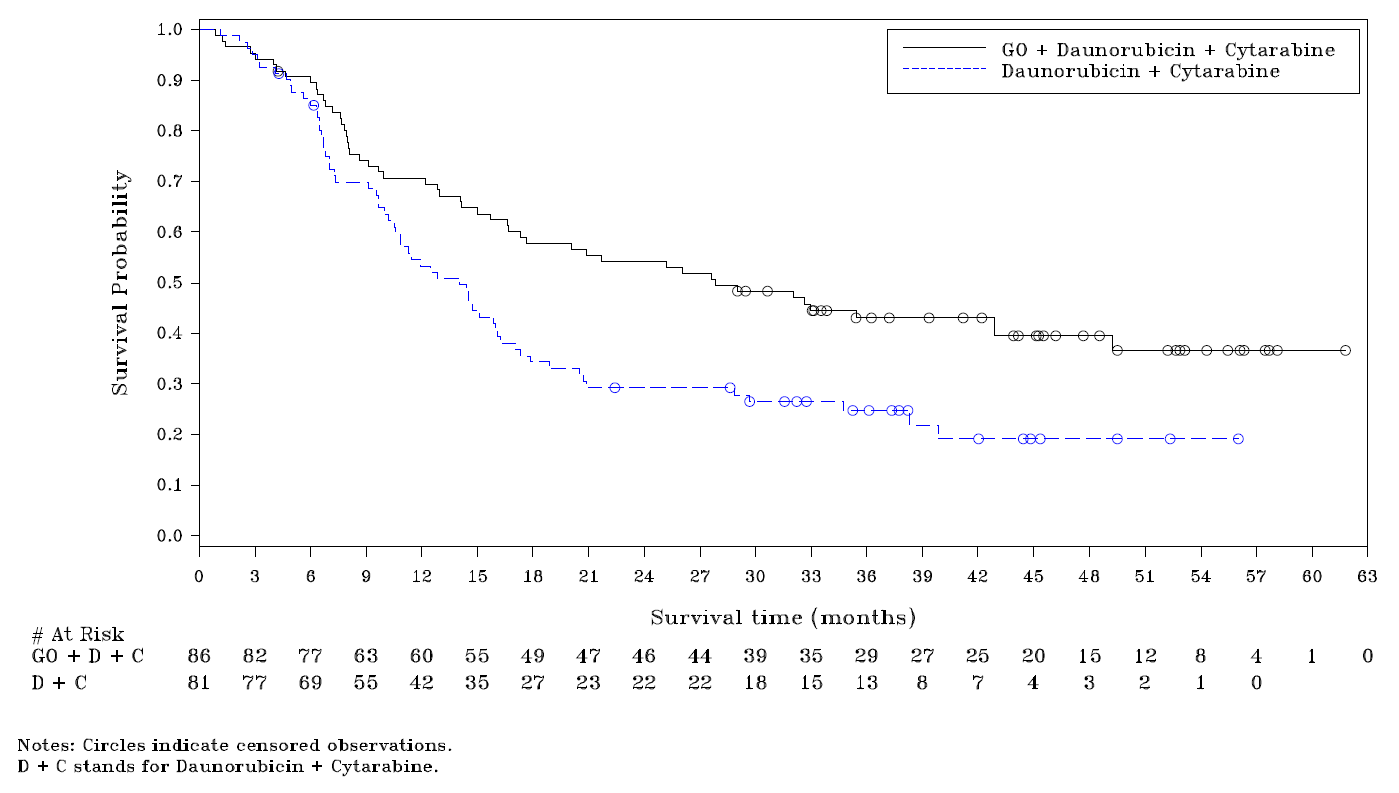 GO + Daunorubicin + Cytarabine
Daunorubicin + Cytarabine
Survival Probability
1.0
0.9
0.8
0.7
0.6
0.5
0.4
0.3
0.2
0.1
0.0
0 3 6 9 12 15 18 21 24 27 30 33 36 39 42 45 48 51 54 57 60 63
Survival time (months)
# At Risk
GO + D + C 86 82 77 63 60 55 49 47 46 44 39 35 29 27 25 20 15 12 8 4 1 0
D + C 81 77 69 55 42 35 27 23 22 22 18 15 13 8 7 4 3 2 1 0
Notes: Circles indicate censored observations.
D + C stands for Daunorubicin + Cytarabine.